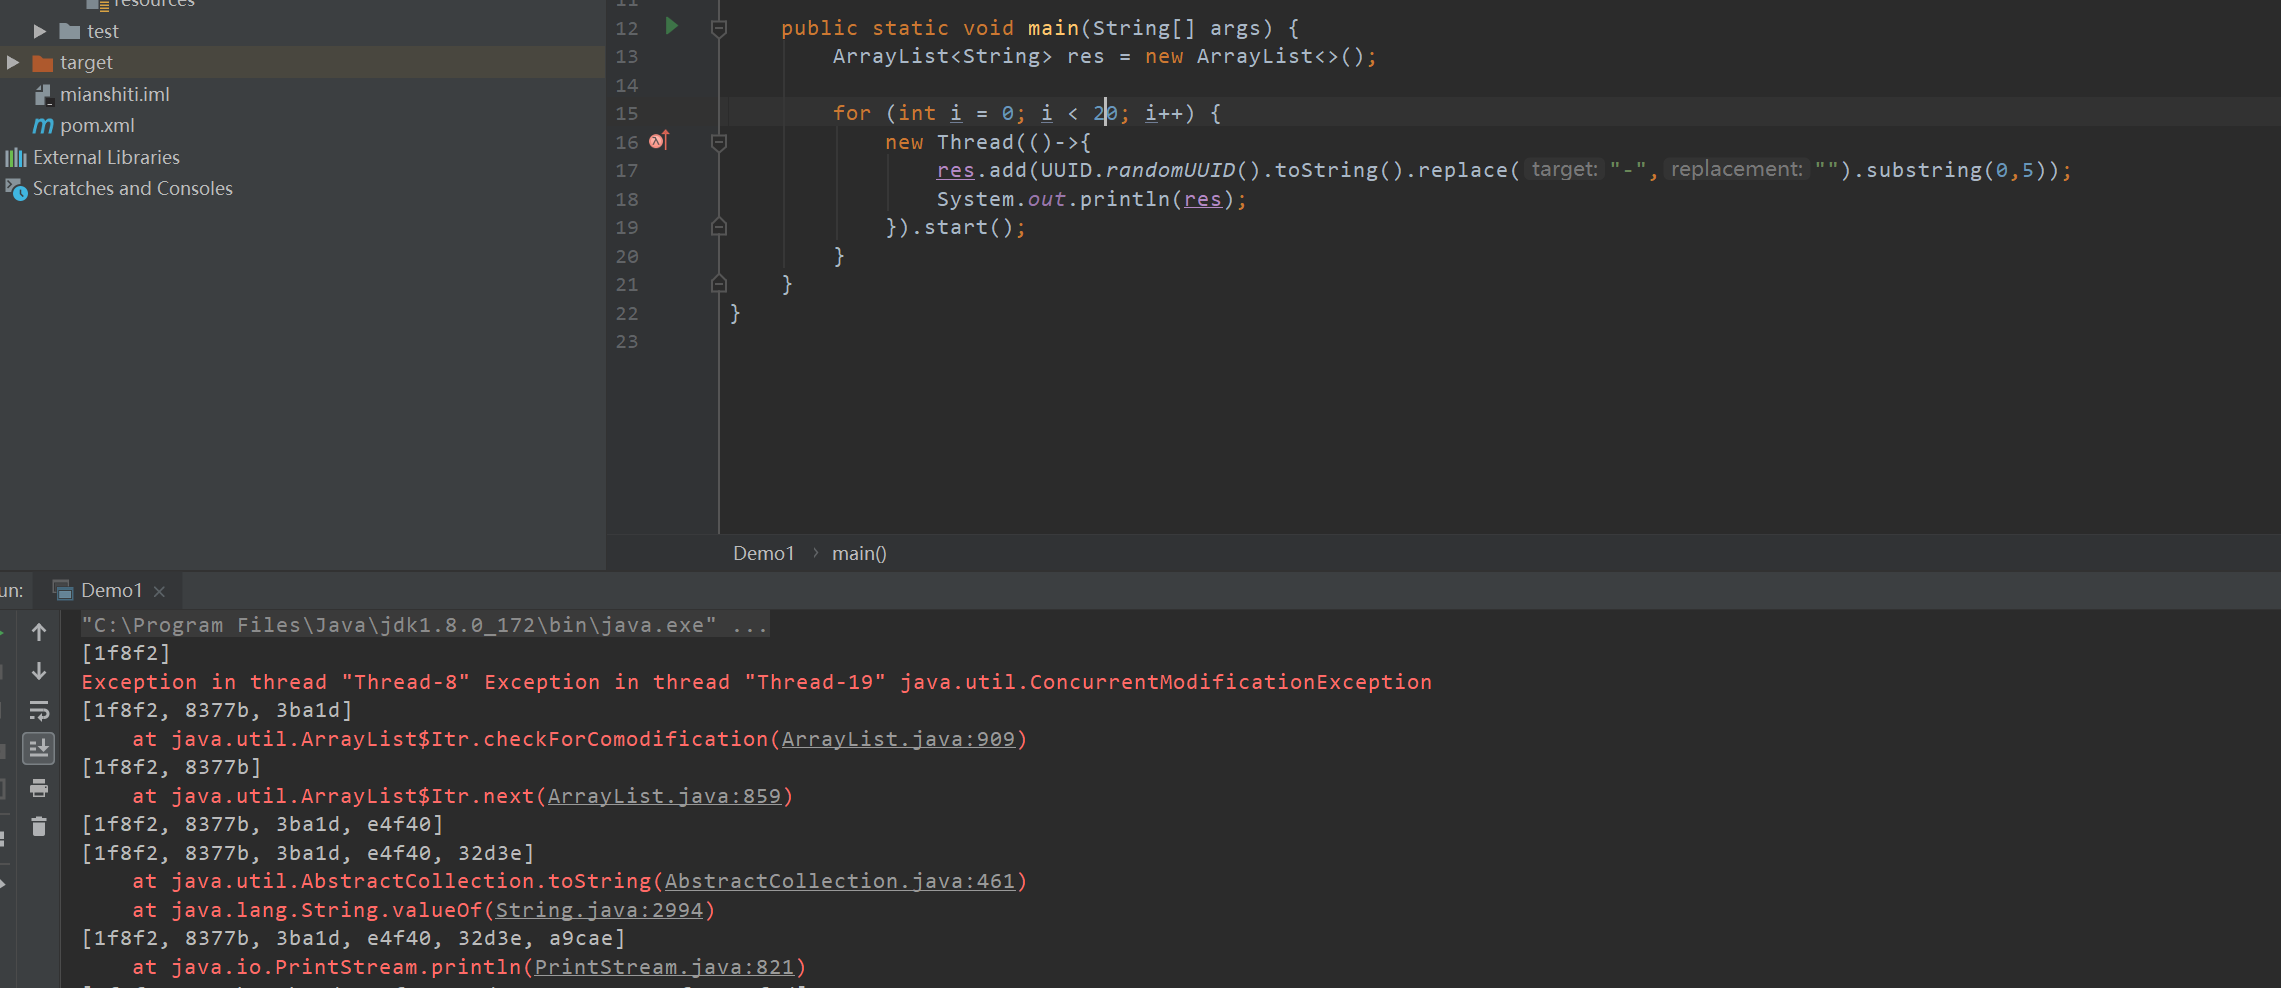 resources
test
target
mianshiti.iml
pom.xml
External Libraries
Scratches and Consoles
11
12 public static void main(String[] args) {
13 ArrayList<String> res = new ArrayList<>();
14
15 for (int i = 0; i < 20; i++) {
16 new Thread(()->{
17 res.add(UUID.randomUUID().toString().replace( target: "-", replacement: "").substring(0,5));
18 System.out.println(res);
19 }).start();
20 }
21 }
22 }
23
Demo1 › main()
un: Demo1
"C:\Program Files\Java\jdk1.8.0_172\bin\java.exe" ...
[1f8f2]
Exception in thread "Thread-8" Exception in thread "Thread-19" java.util.ConcurrentModificationException
[1f8f2, 8377b, 3ba1d]
at java.util.ArrayList$Itr.checkForComodification(ArrayList.java:909)
[1f8f2, 8377b]
at java.util.ArrayList$Itr.next(ArrayList.java:859)
[1f8f2, 8377b, 3ba1d, e4f40]
[1f8f2, 8377b, 3ba1d, e4f40, 32d3e]
at java.util.AbstractCollection.toString(AbstractCollection.java:461)
at java.lang.String.valueOf(String.java:2994)
[1f8f2, 8377b, 3ba1d, e4f40, 32d3e, a9cae]
at java.io.PrintStream.println(PrintStream.java:821)